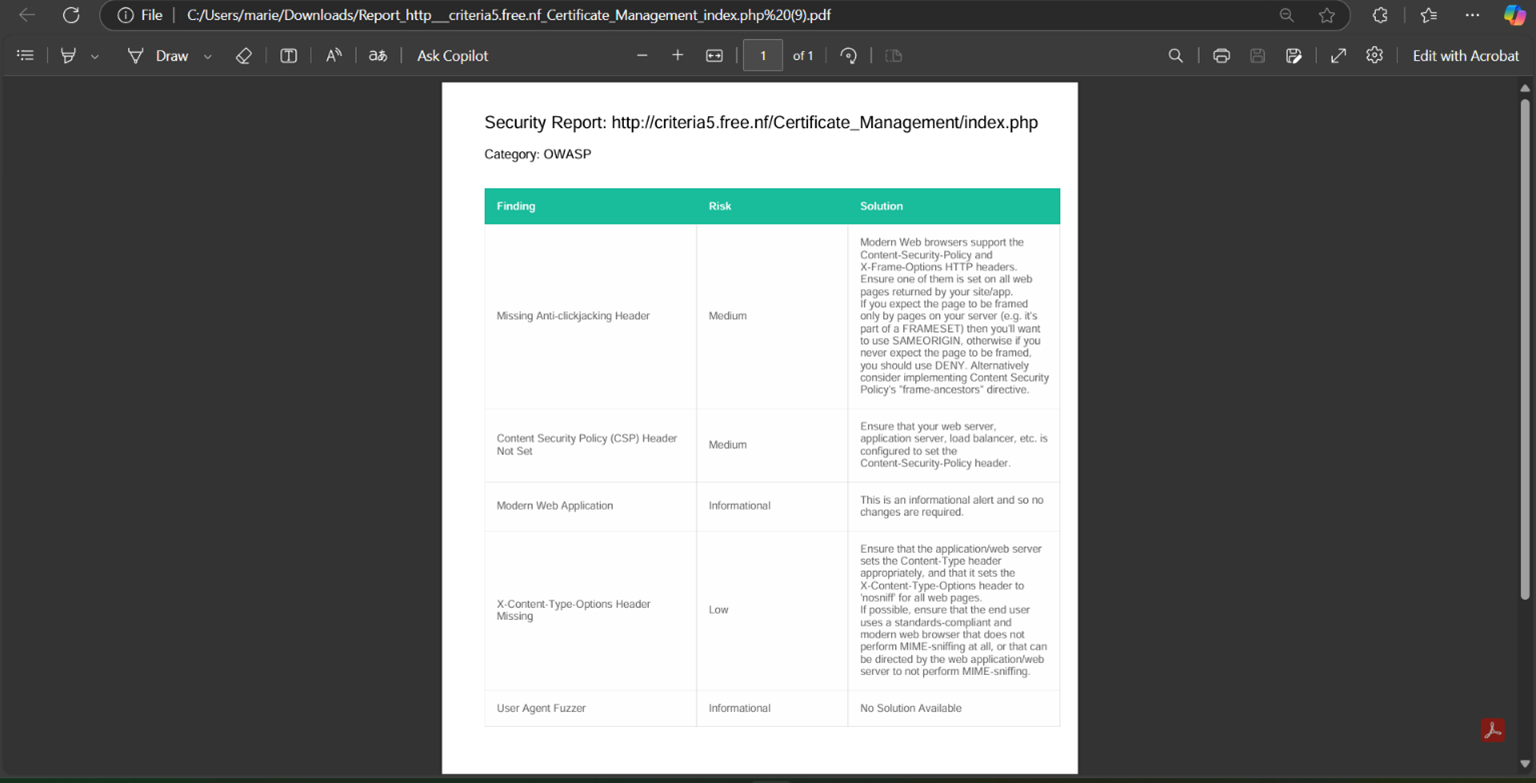 File
C:/Users/marie/Downloads/Report_http___criteria5.free.nf_Certificate_Management_index.php%20(9).pdf
Draw
Ask Copilot
1
of 1
Edit with Acrobat
Security Report: http://criteria5.free.nf/Certificate_Management/index.php
Category: OWASP
Finding
Risk
Solution
Missing Anti-clickjacking Header
Medium
Modern Web browsers support the
Content-Security-Policy and
X-Frame-Options HTTP headers.
Ensure one of them is set on all web
pages returned by your site/app.
If you expect the page to be framed
only by pages on your server (e.g. it's
part of a FRAMESET) then you'll want
to use SAMEORIGIN, otherwise if you
never expect the page to be framed,
you should use DENY. Alternatively
consider implementing Content Security
Policy's "frame-ancestors" directive.
Content Security Policy (CSP) Header
Not Set
Medium
Ensure that your web server,
application server, load balancer, etc. is
configured to set the
Content-Security-Policy header.
Modern Web Application
Informational
This is an informational alert and so no
changes are required.
X-Content-Type-Options Header
Missing
Low
Ensure that the application/web server
sets the Content-Type header
appropriately, and that it sets the
X-Content-Type-Options header to
'nosniff' for all web pages.
If possible, ensure that the end user
uses a standards-compliant and
modern web browser that does not
perform MIME-sniffing at all, or that can
be directed by the web application/web
server to not perform MIME-sniffing.
User Agent Fuzzer
Informational
No Solution Available